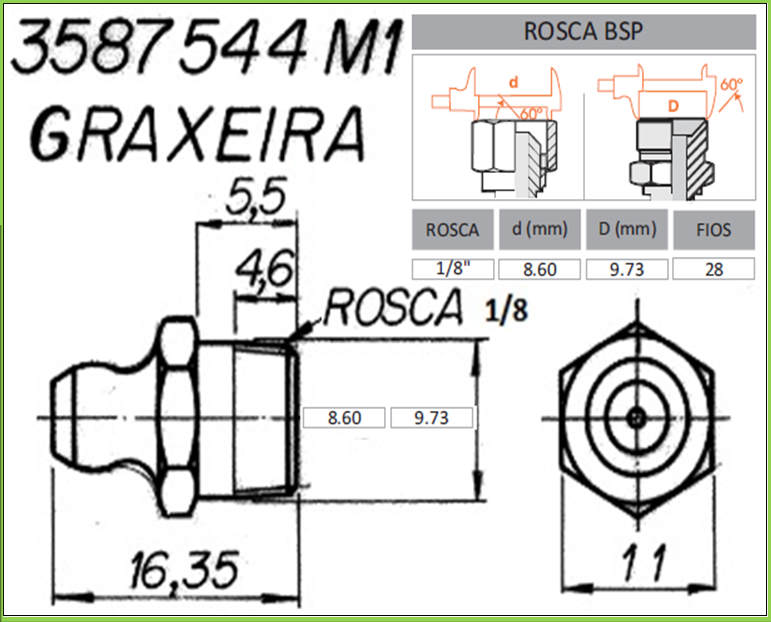 3587 544 M1
GRAXEIRA
ROSCA BSP
d
60°
D
60°
ROSCA d (mm) D (mm) FIOS
1/8" 8.60 9.73 28
5,5
4,6
ROSCA 1/8
8.60 9.73
16,35
11